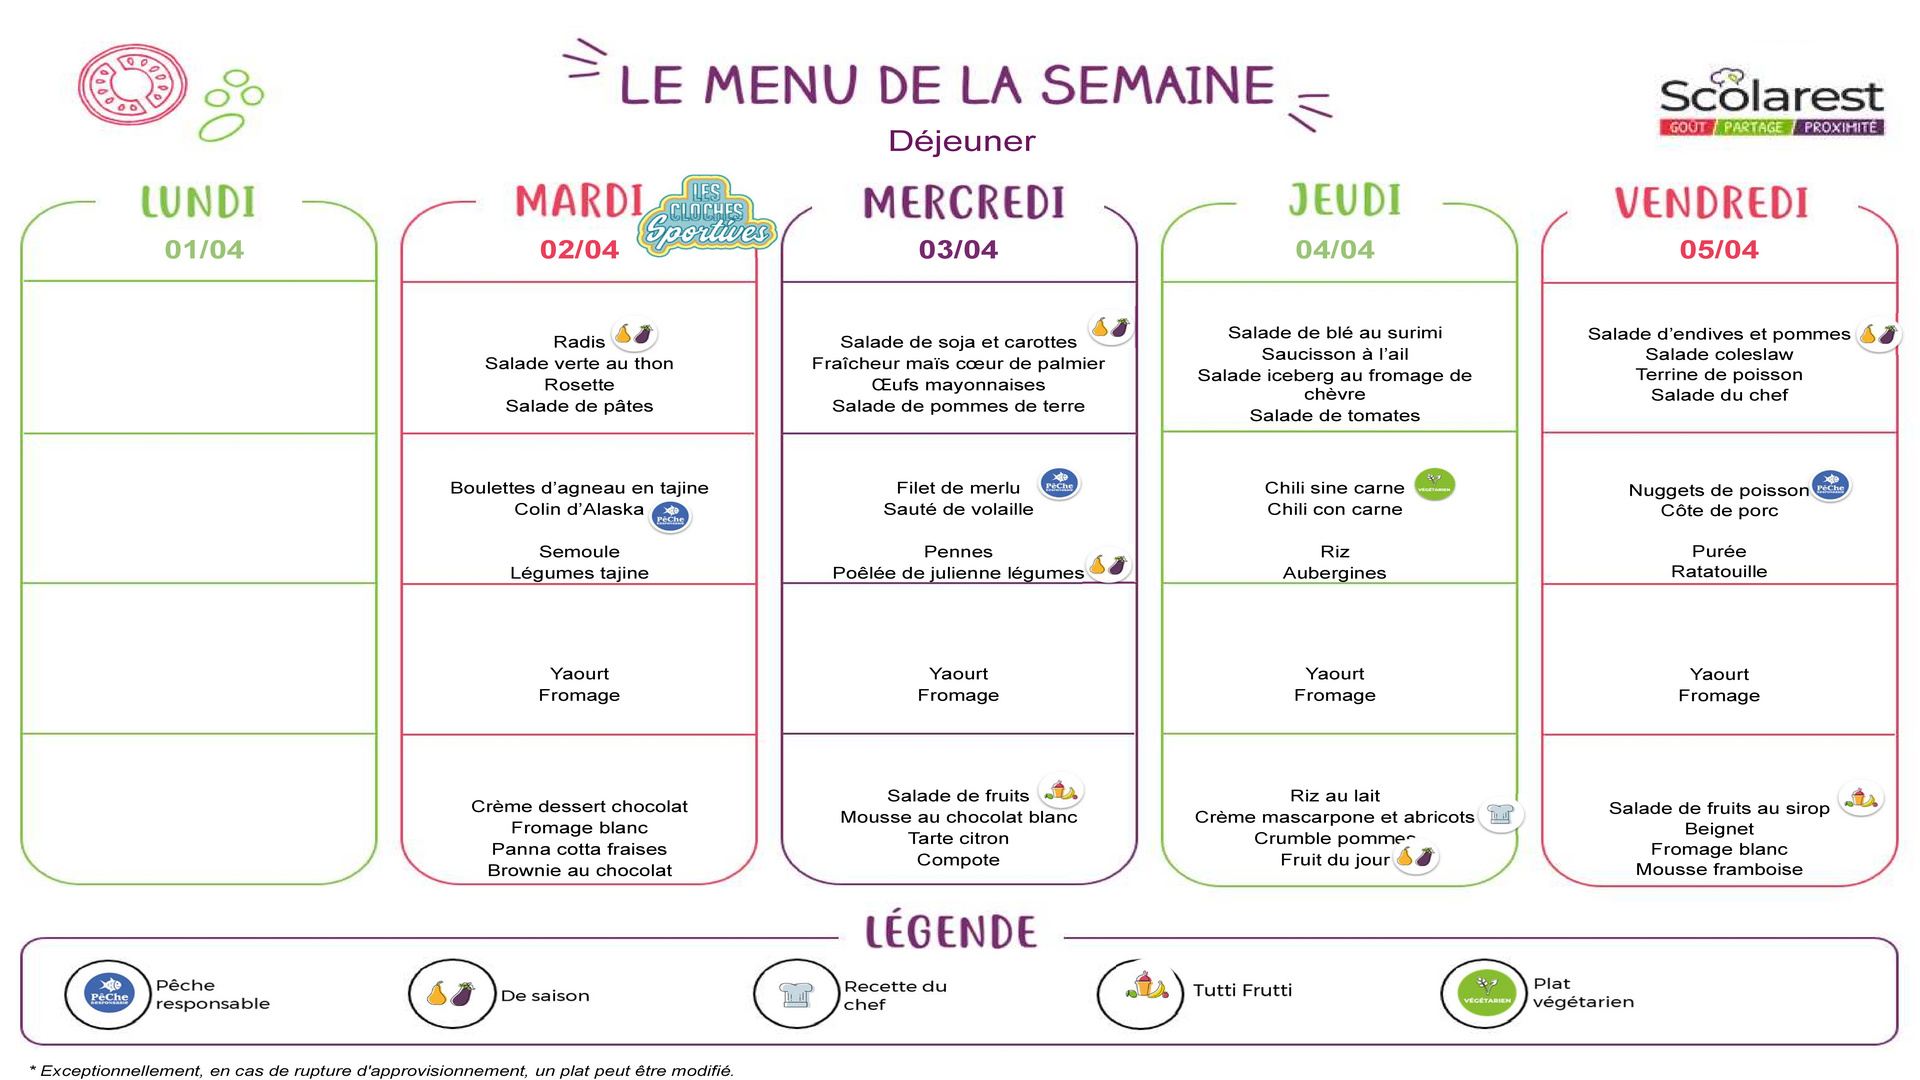 LE MENU DE LA SEMAINE
Déjeuner
Scolarest
GOÛT / PARTAGE / PROXIMITÉ
LUNDI
01/04
MARDI
LES CLOCHES Sportives
02/04
Radis
Salade verte au thon
Rosette
Salade de pâtes
Boulettes d’agneau en tajine
Colin d’Alaska
PêChe RESPONSABLE
Semoule
Légumes tajine
Yaourt
Fromage
Crème dessert chocolat
Fromage blanc
Panna cotta fraises
Brownie au chocolat
MERCREDI
03/04
Salade de soja et carottes
Fraîcheur maïs cœur de palmier
Œufs mayonnaises
Salade de pommes de terre
Filet de merlu
PêChe RESPONSABLE
Sauté de volaille
Pennes
Poêlée de julienne légumes
Yaourt
Fromage
Salade de fruits
Mousse au chocolat blanc
Tarte citron
Compote
JEUDI
04/04
Salade de blé au surimi
Saucisson à l’ail
Salade iceberg au fromage de
chèvre
Salade de tomates
Chili sine carne
VÉGÉTARIEN
Chili con carne
Riz
Aubergines
Yaourt
Fromage
Riz au lait
Crème mascarpone et abricots
Crumble pommes
Fruit du jour
VENDREDI
05/04
Salade d’endives et pommes
Salade coleslaw
Terrine de poisson
Salade du chef
Nuggets de poisson
PêChe RESPONSABLE
Côte de porc
Purée
Ratatouille
Yaourt
Fromage
Salade de fruits au sirop
Beignet
Fromage blanc
Mousse framboise
LÉGENDE
PêChe RESPONSABLE
Pêche
responsable
De saison
Recette du
chef
Tutti Frutti
VÉGÉTARIEN
Plat
végétarien
* Exceptionnellement, en cas de rupture d'approvisionnement, un plat peut être modifié.